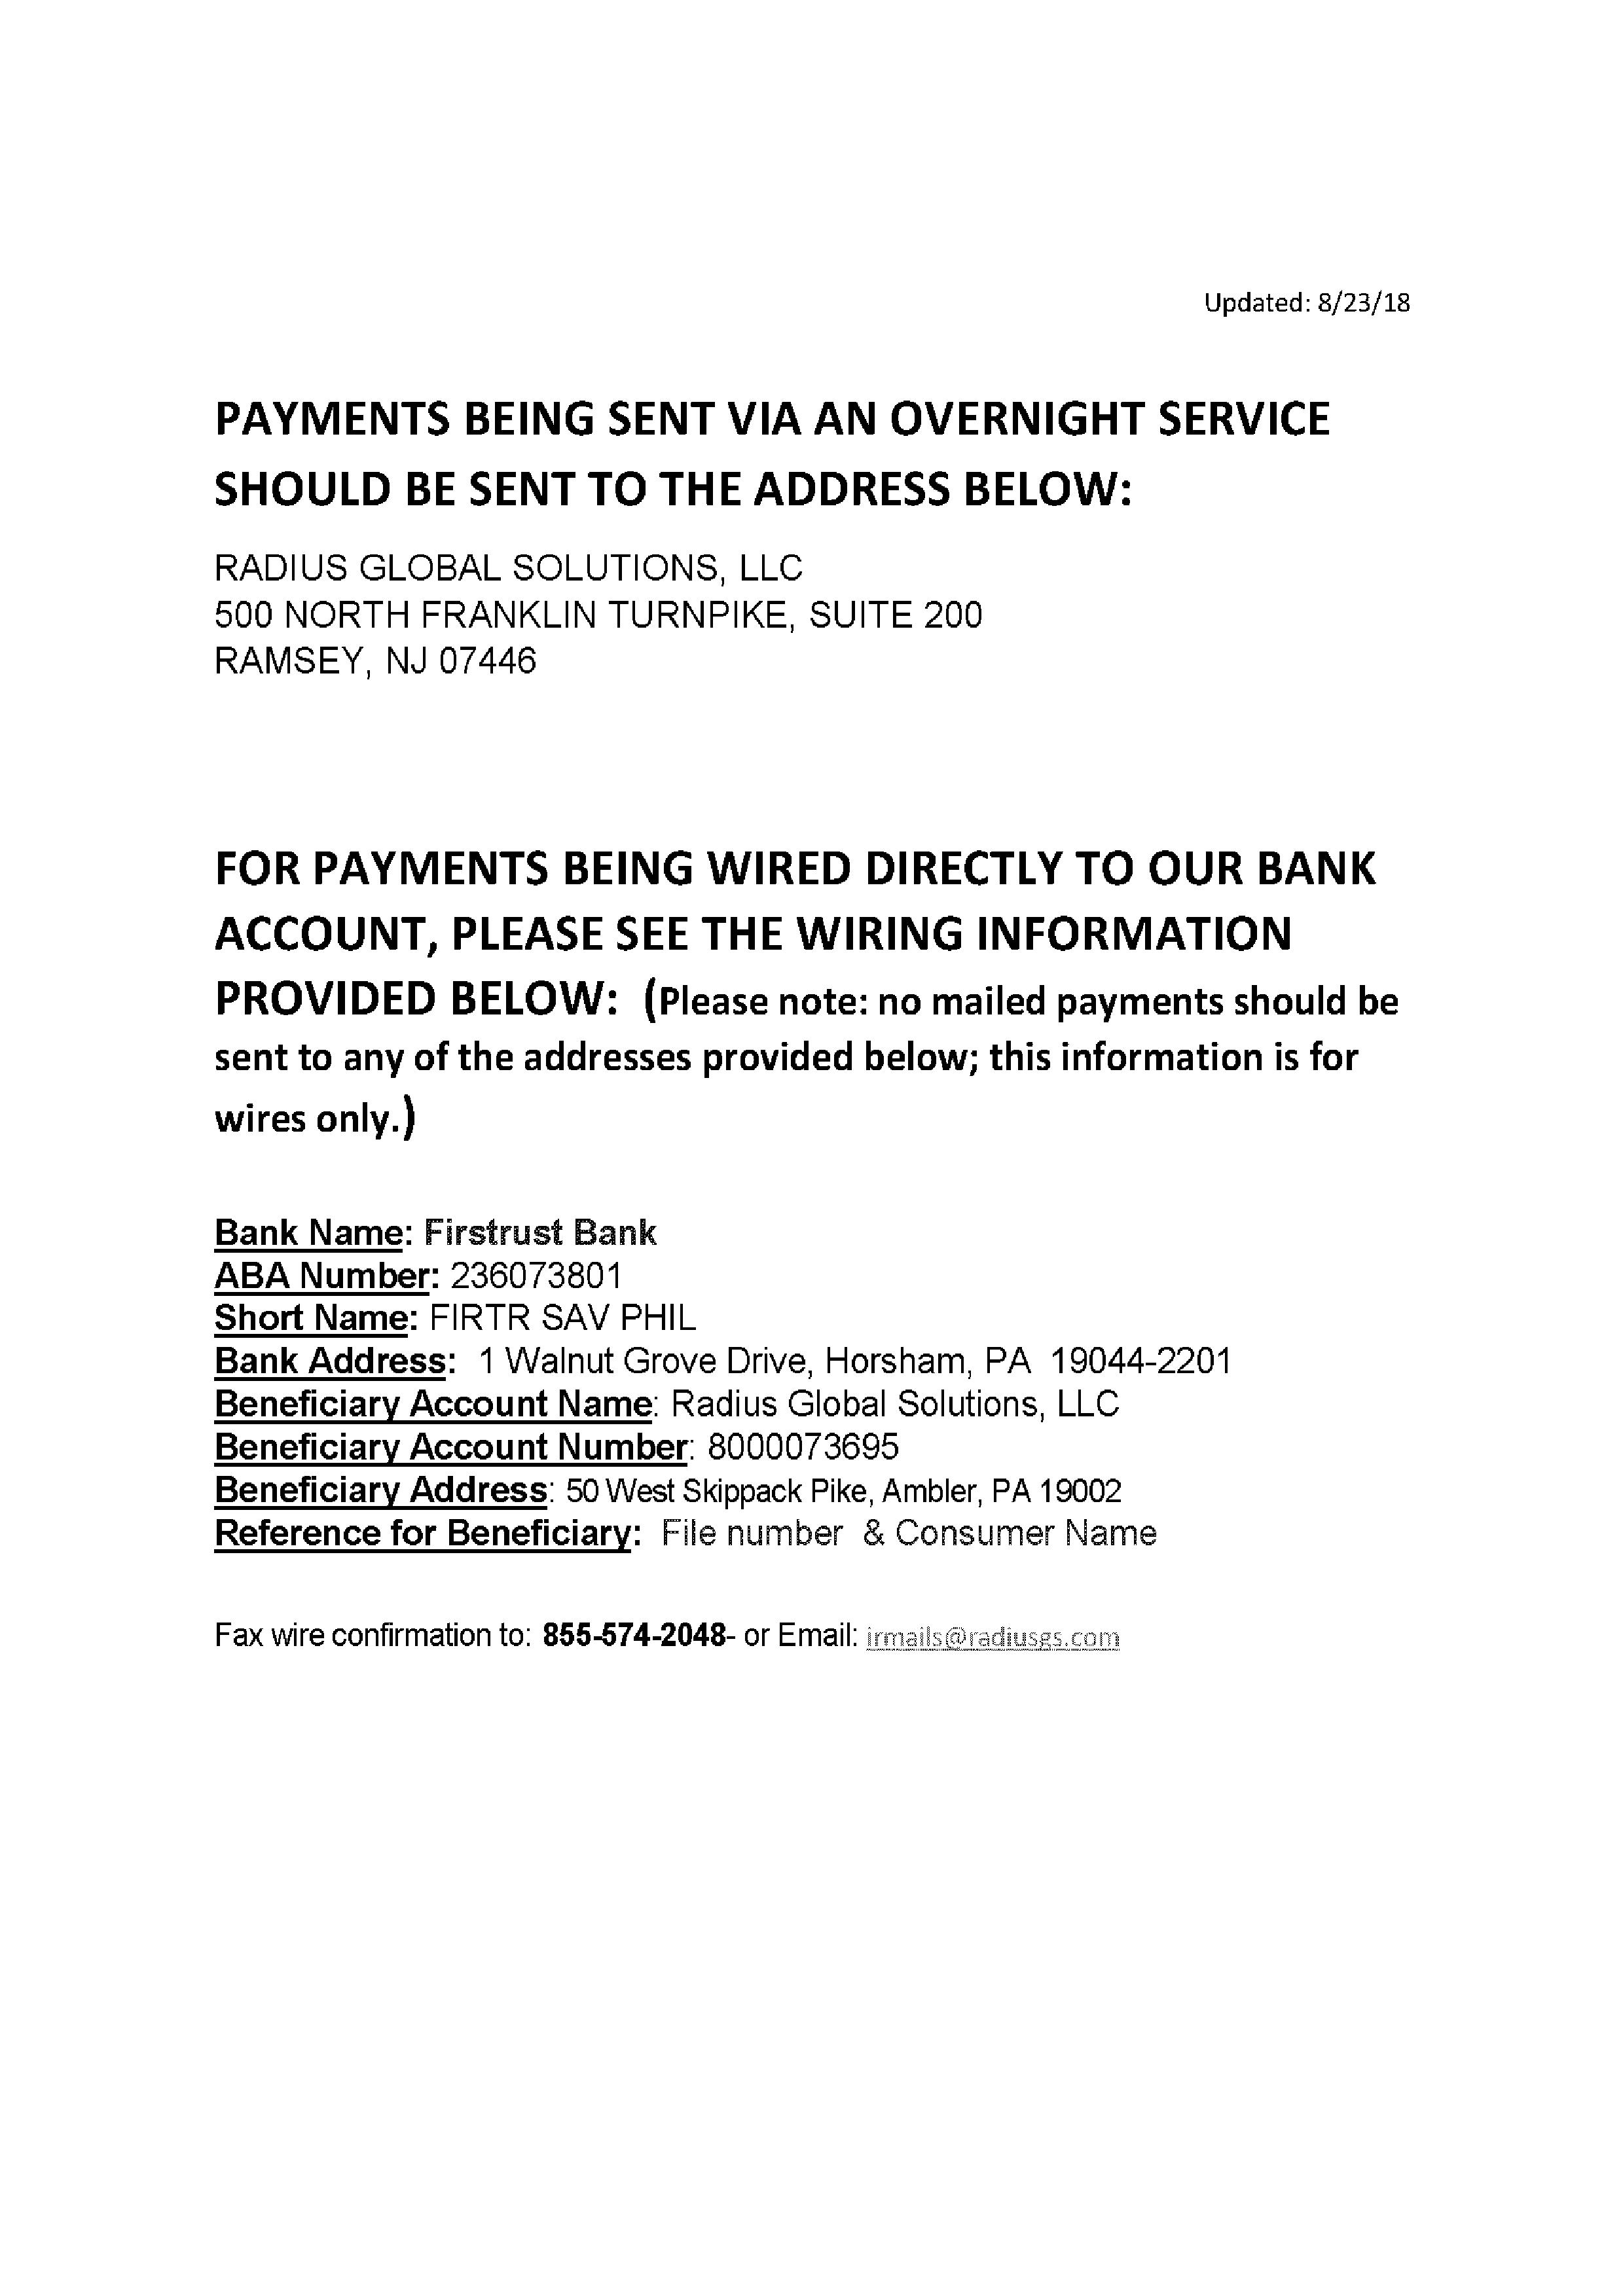 Updated: 8/23/18
PAYMENTS BEING SENT VIA AN OVERNIGHT SERVICE
SHOULD BE SENT TO THE ADDRESS BELOW:
RADIUS GLOBAL SOLUTIONS, LLC
500 NORTH FRANKLIN TURNPIKE, SUITE 200
RAMSEY, NJ 07446
FOR PAYMENTS BEING WIRED DIRECTLY TO OUR BANK
ACCOUNT, PLEASE SEE THE WIRING INFORMATION
PROVIDED BELOW:  (Please note: no mailed payments should be
sent to any of the addresses provided below; this information is for
wires only.)
Bank Name: Firstrust Bank
ABA Number: 236073801
Short Name: FIRTR SAV PHIL
Bank Address:  1 Walnut Grove Drive, Horsham, PA  19044-2201
Beneficiary Account Name: Radius Global Solutions, LLC
Beneficiary Account Number: 8000073695
Beneficiary Address: 50 West Skippack Pike, Ambler, PA 19002
Reference for Beneficiary:  File number  & Consumer Name
Fax wire confirmation to:  855-574-2048- or Email: irmails@radiusgs.com